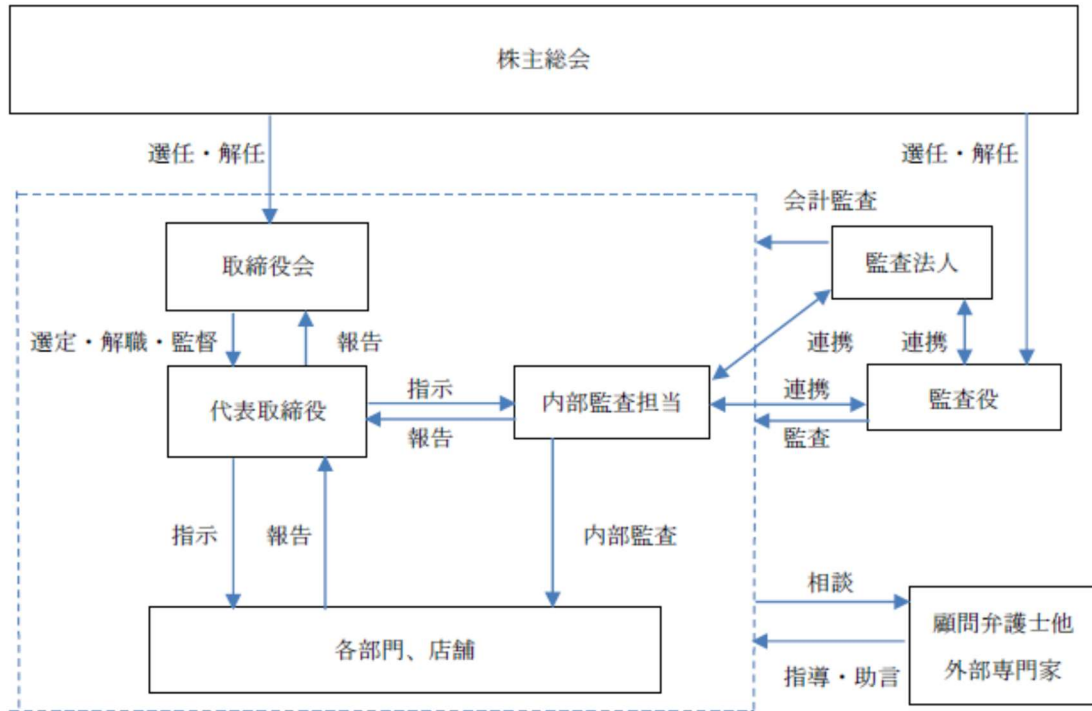 株主総会
選任・解任
選任・解任
会計監査
取締役会
監査法人
選定・解職・監督
報告
連携
連携
代表取締役
指示
報告
内部監査担当
連携
監査
監査役
指示
報告
内部監査
相談
各部門、店舗
顧問弁護士他
外部専門家
指導・助言